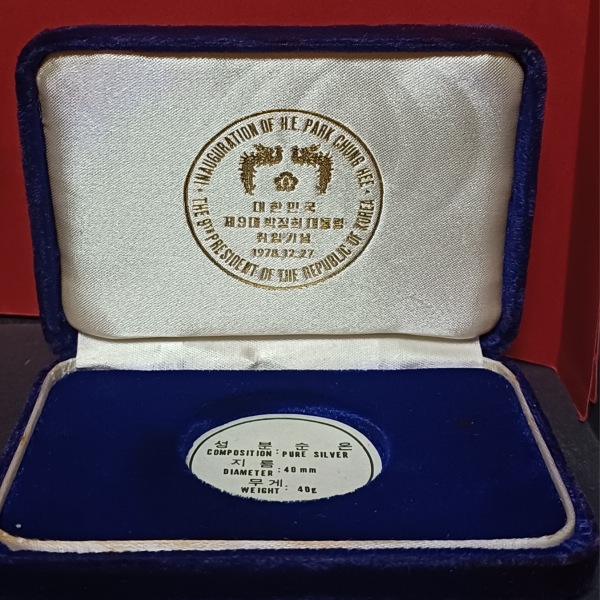 INAUGURATION OF H.E. PARK CHUNG HEE
대한민국
제9대 박정희 대통령
취임기념
1978.12.27
THE 9TH PRESIDENT OF THE REPUBLIC OF KOREA
성 분 순 은
COMPOSITION : PURE SILVER
지 름
DIAMETER : 40 mm
무 게
WEIGHT : 40g